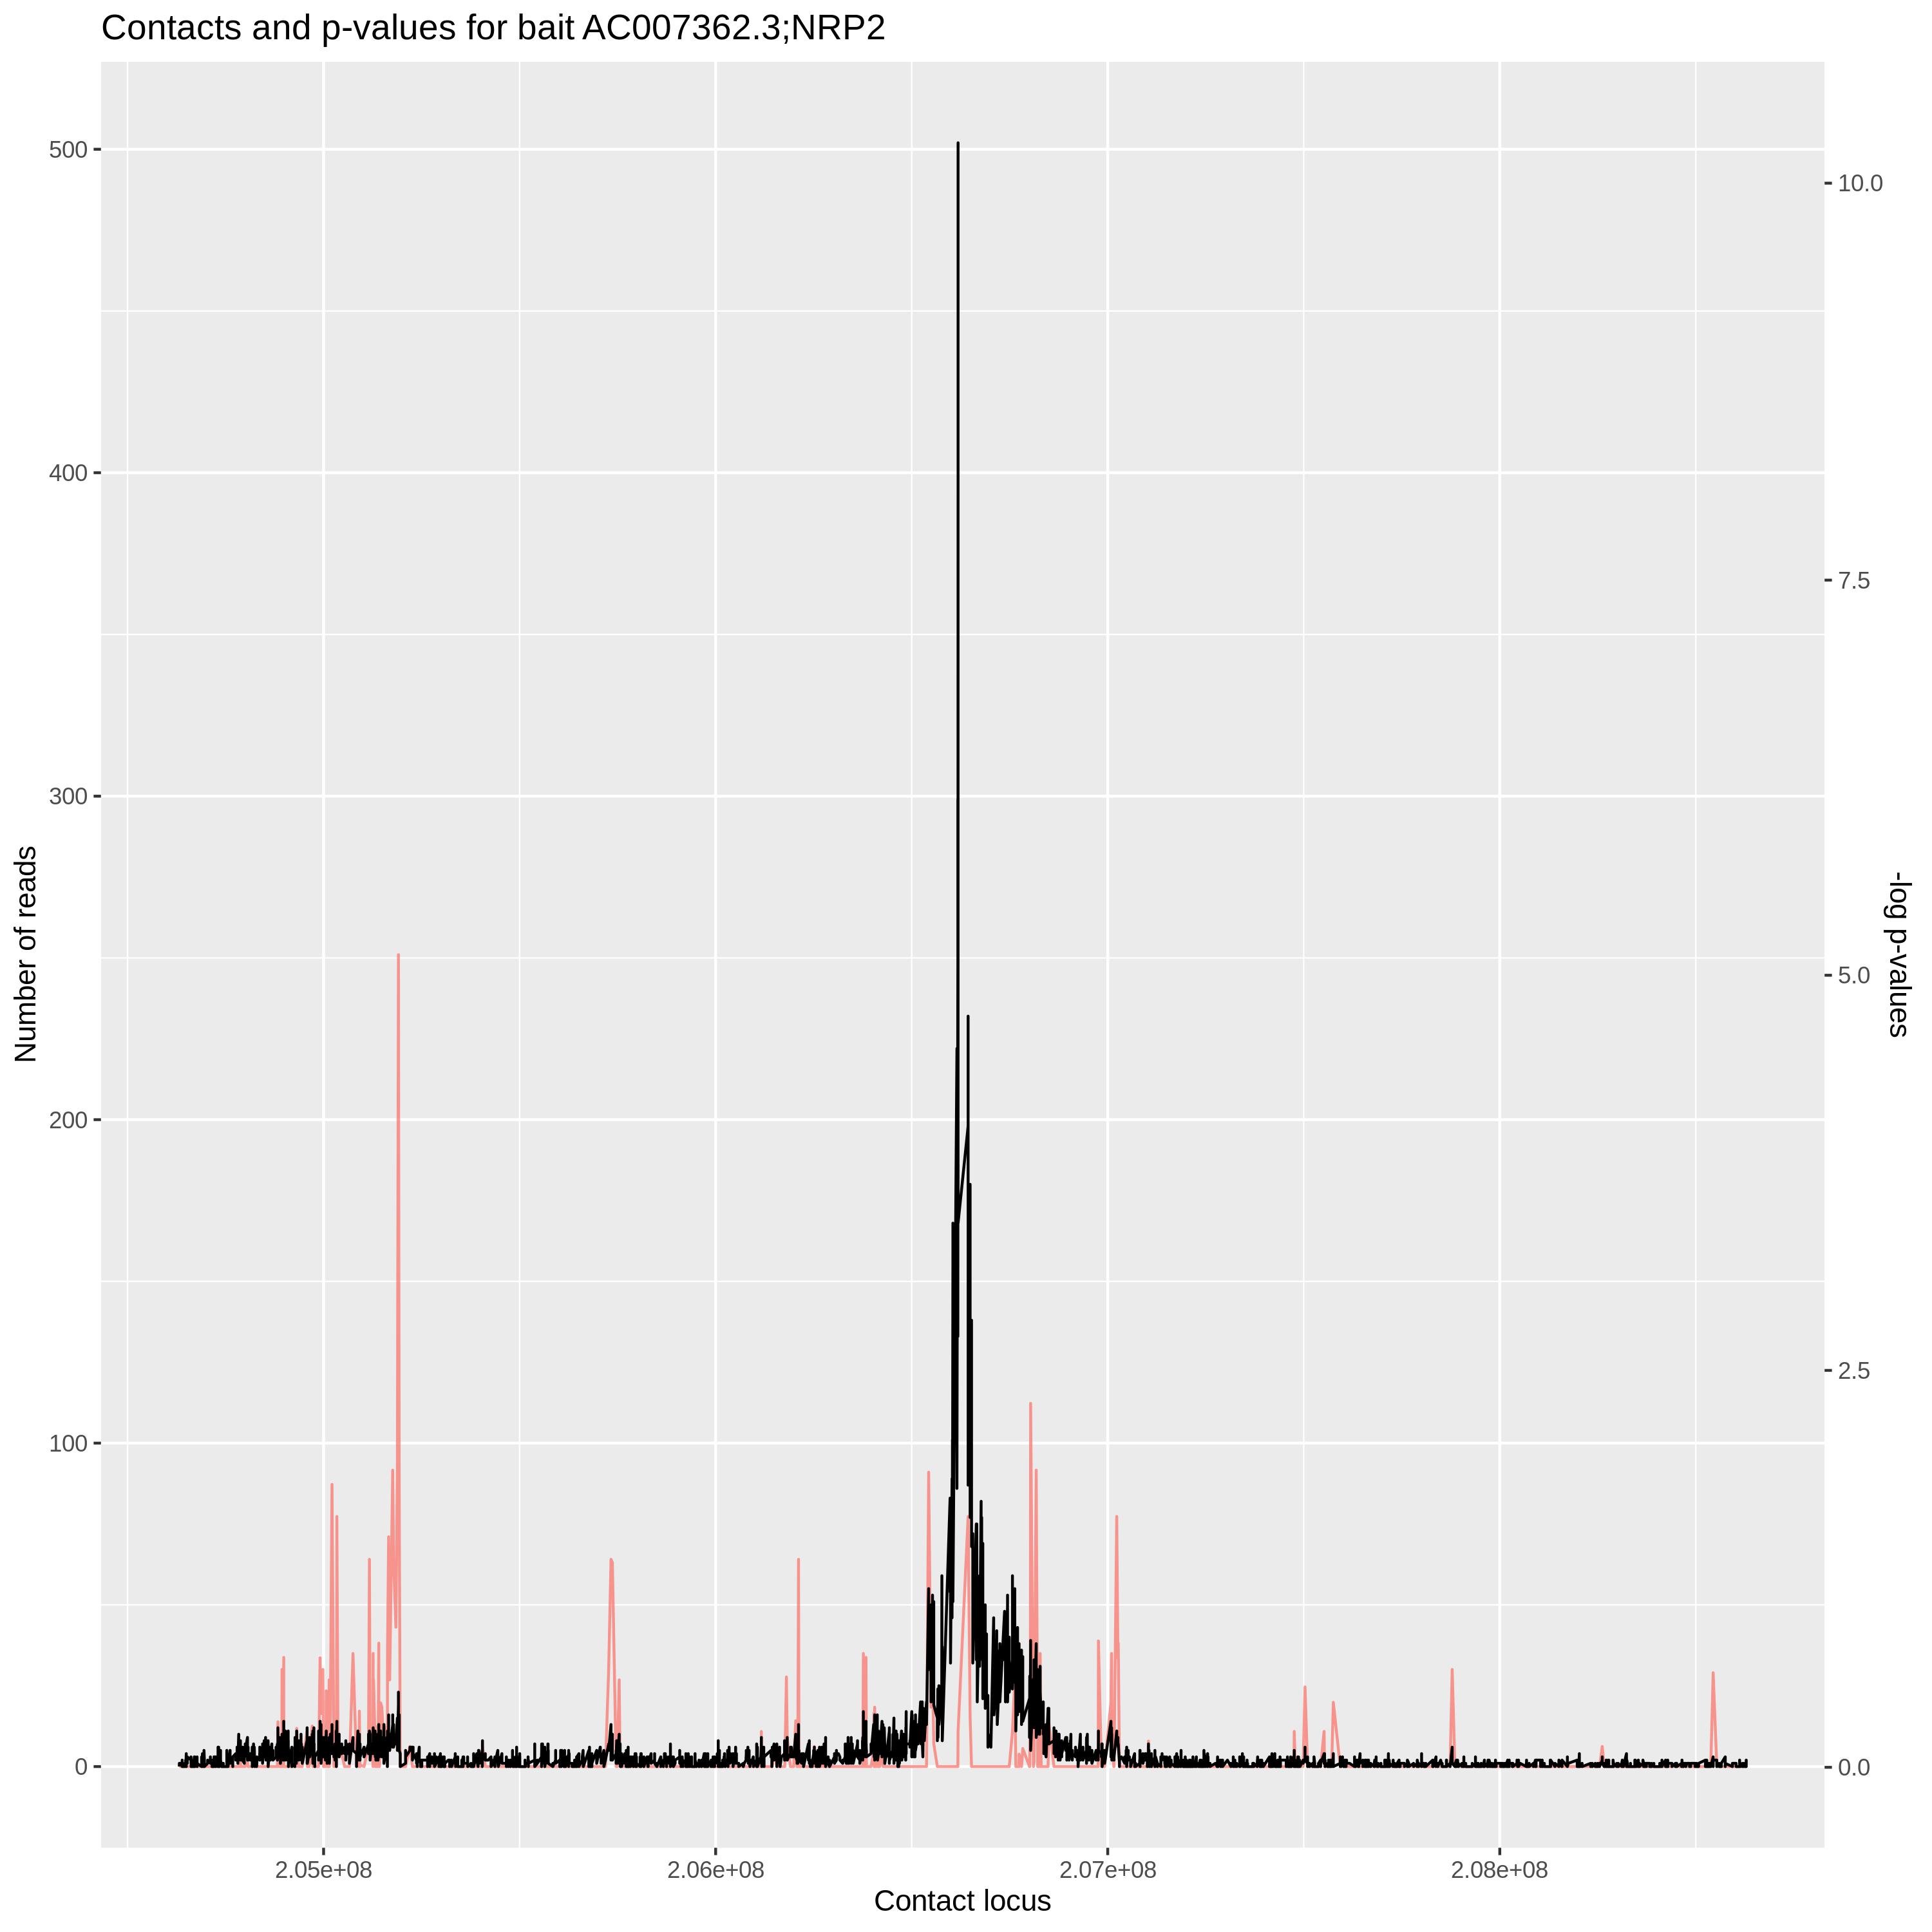 Contacts and p-values for bait AC007362.3;NRP2
500
400
300
200
100
0
Number of reads
10.0
7.5
5.0
2.5
0.0
-log p-values
2.05e+08
2.06e+08
2.07e+08
2.08e+08
Contact locus